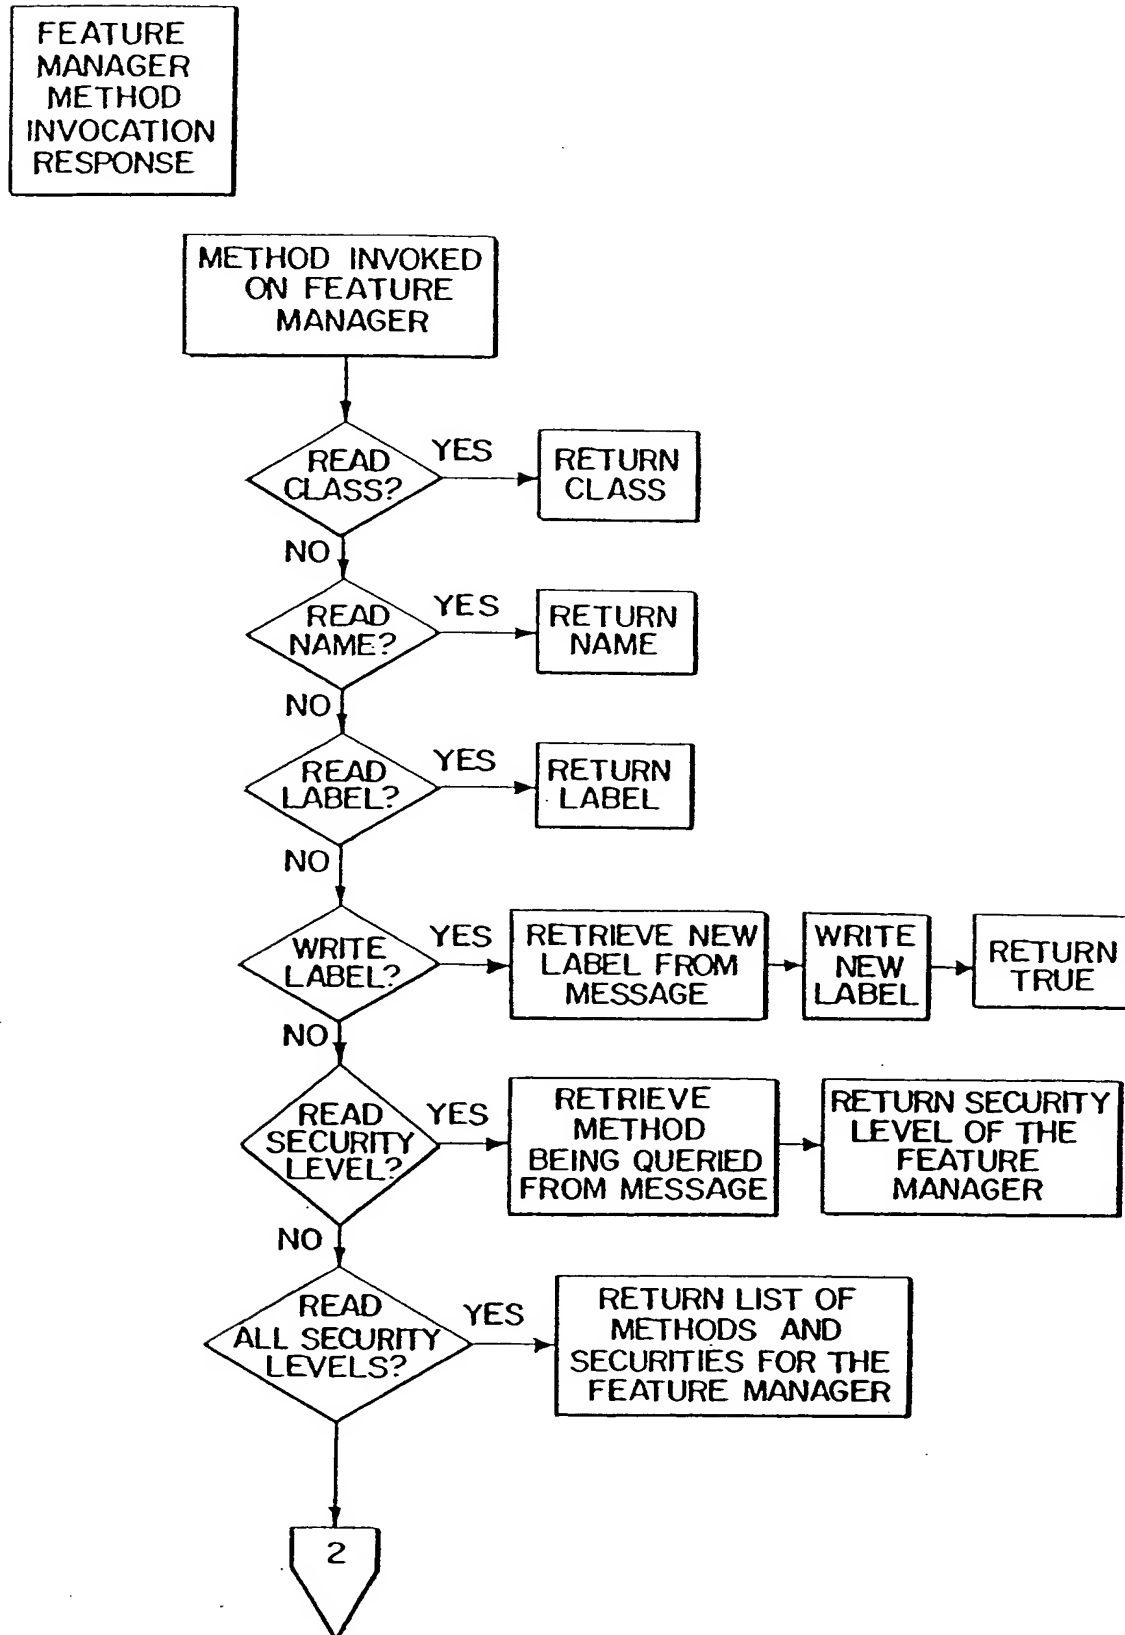 FEATURE
MANAGER
METHOD
INVOCATION
RESPONSE
METHOD INVOKED
ON FEATURE
MANAGER
READ
CLASS?
YES
RETURN
CLASS
NO
READ
NAME?
YES
RETURN
NAME
NO
READ
LABEL?
YES
RETURN
LABEL
NO
WRITE
LABEL?
YES
RETRIEVE NEW
LABEL FROM
MESSAGE
WRITE
NEW
LABEL
RETURN
TRUE
NO
READ
SECURITY
LEVEL?
YES
RETRIEVE
METHOD
BEING QUERIED
FROM MESSAGE
RETURN SECURITY
LEVEL OF THE
FEATURE
MANAGER
NO
READ
ALL SECURITY
LEVELS?
YES
RETURN LIST OF
METHODS AND
SECURITIES FOR THE
FEATURE MANAGER
2